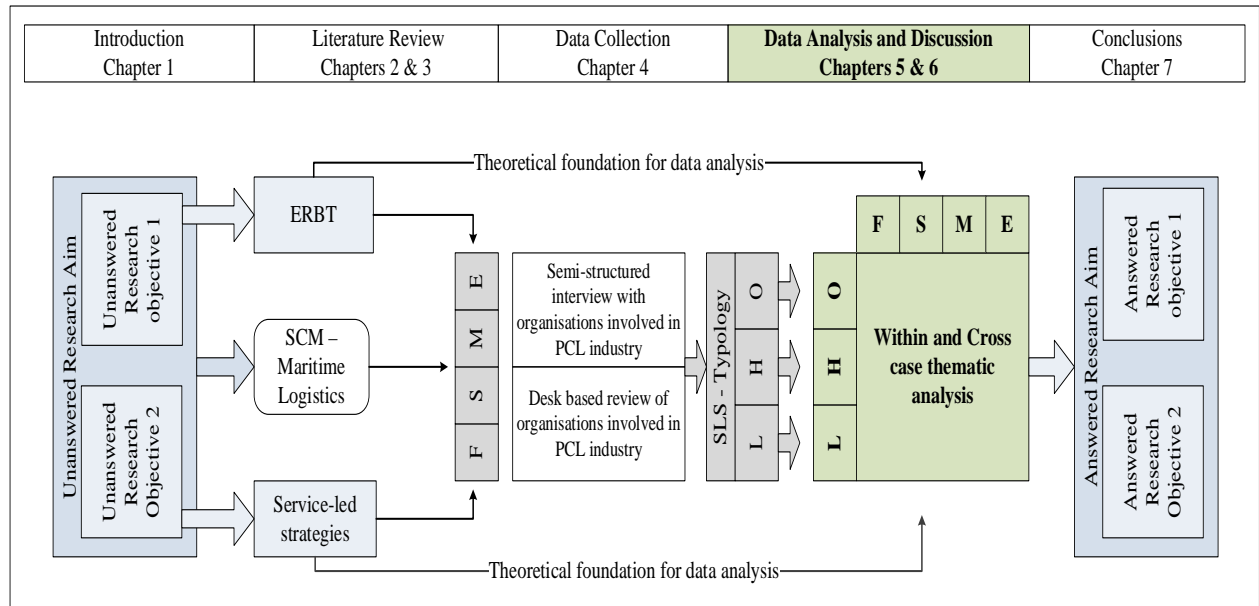 Introduction
Chapter 1
Literature Review
Chapters 2 & 3
Data Collection
Chapter 4
Data Analysis and Discussion
Chapters 5 & 6
Conclusions
Chapter 7
Theoretical foundation for data analysis
Unanswered Research Aim
Unanswered
Research
objective 1
Unanswered
Research
Objective 2
ERBT
SCM –
Maritime
Logistics
Service-led
strategies
E
M
S
F
Semi-structured
interview with
organisations involved in
PCL industry
Desk based review of
organisations involved in
PCL industry
SLS - Typology
O
H
L
O
H
L
F
S
M
E
Within and Cross
case thematic
analysis
Answered Research Aim
Answered
Research
objective 1
Answered
Research
Objective 2
Theoretical foundation for data analysis